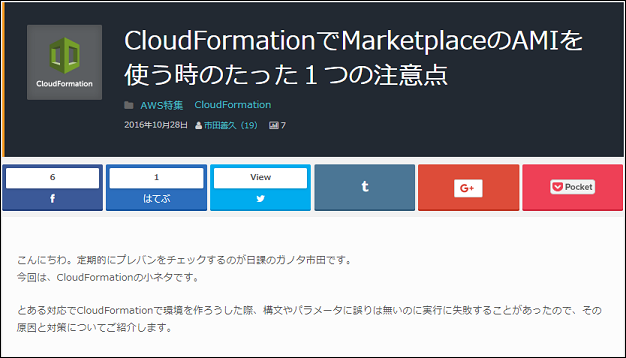 CloudFormationでMarketplaceのAMIを
使う時のたった１つの注意点
CloudFormation
AWS特集 CloudFormation
2016年10月28日 市田善久（19） 7
6
1
View
はてぶ
t
G+
Pocket
こんにちわ。定期的にプレバンをチェックするのが日課のガノタ市田です。
今回は、CloudFormationの小ネタです。
とある対応でCloudFormationで環境を作ろうした際、構文やパラメータに誤りは無いのに実行に失敗することがあったので、その
原因と対策についてご紹介します。